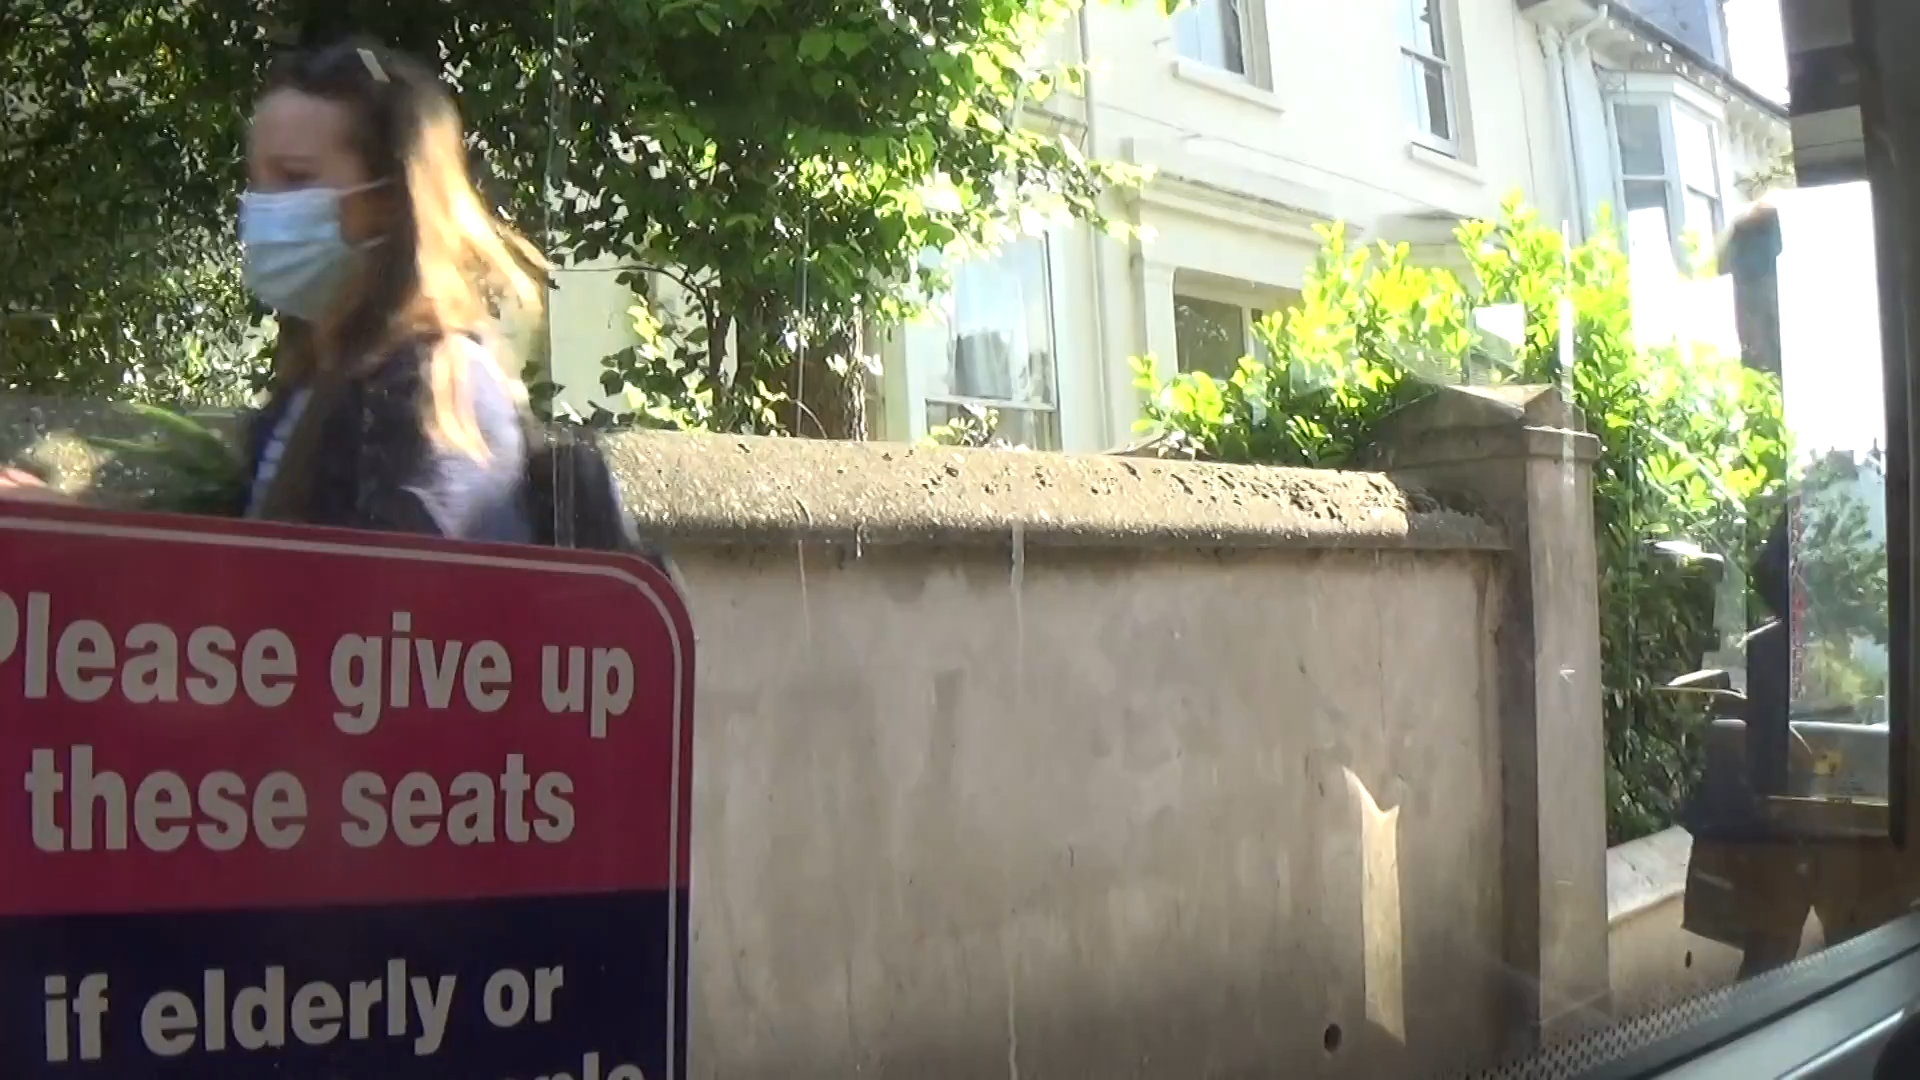 Please give up
these seats
if elderly or